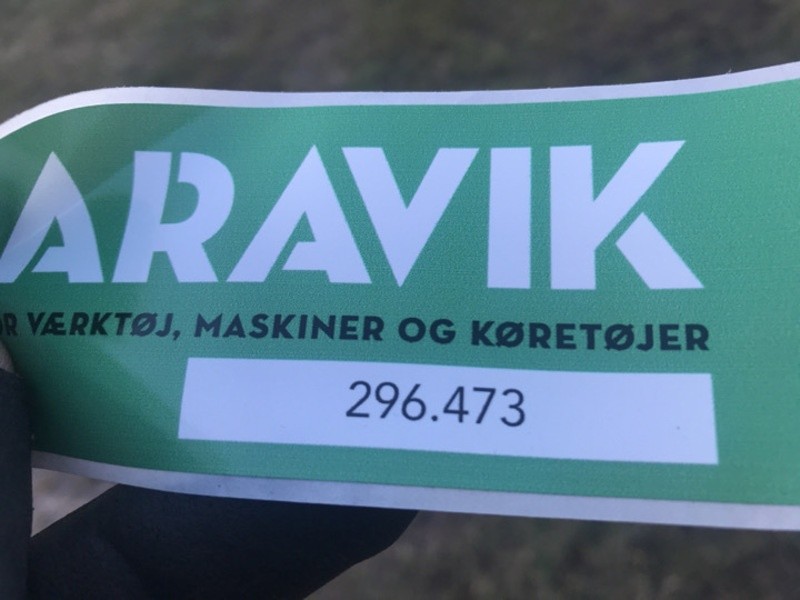 ARAVIK
VÆRKTØJ, MASKINER OG KØRETØJER
296.473